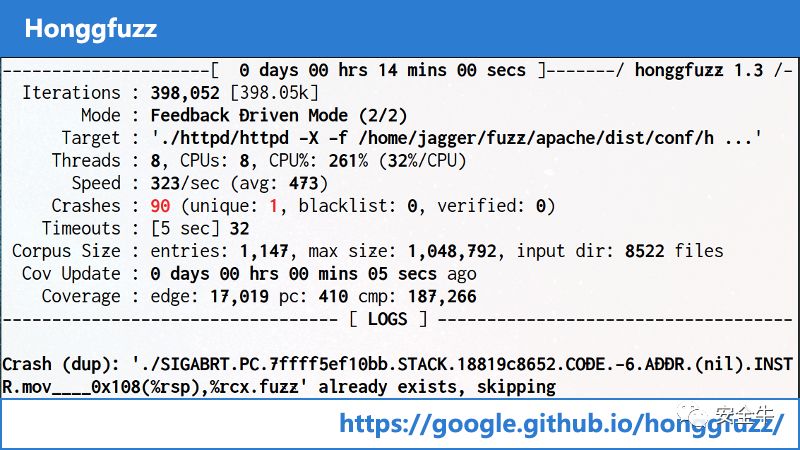 Honggfuzz
---------------------[  0 days 00 hrs 14 mins 00 secs ]-------/ honggfuzz 1.3 /-
Iterations : 398,052 [398.05k]
Mode : Feedback Driven Mode (2/2)
Target : './httpd/httpd -X -f /home/jagger/fuzz/apache/dist/conf/h ...'
Threads : 8, CPUs: 8, CPU%: 261% (32%/CPU)
Speed : 323/sec (avg: 473)
Crashes : 90 (unique: 1, blacklist: 0, verified: 0)
Timeouts : [5 sec] 32
Corpus Size : entries: 1,147, max size: 1,048,792, input dir: 8522 files
Cov Update : 0 days 00 hrs 00 mins 05 secs ago
Coverage : edge: 17,019 pc: 410 cmp: 187,266
---------------------------------- [ LOGS ] ------------------------------------
Crash (dup): './SIGABRT.PC.7ffff5ef10bb.STACK.18819c8652.CODE.-6.ADDR.(nil).INST
R.mov____0x108(%rsp),%rcx.fuzz' already exists, skipping
安全牛
https://google.github.io/honggfuzz/